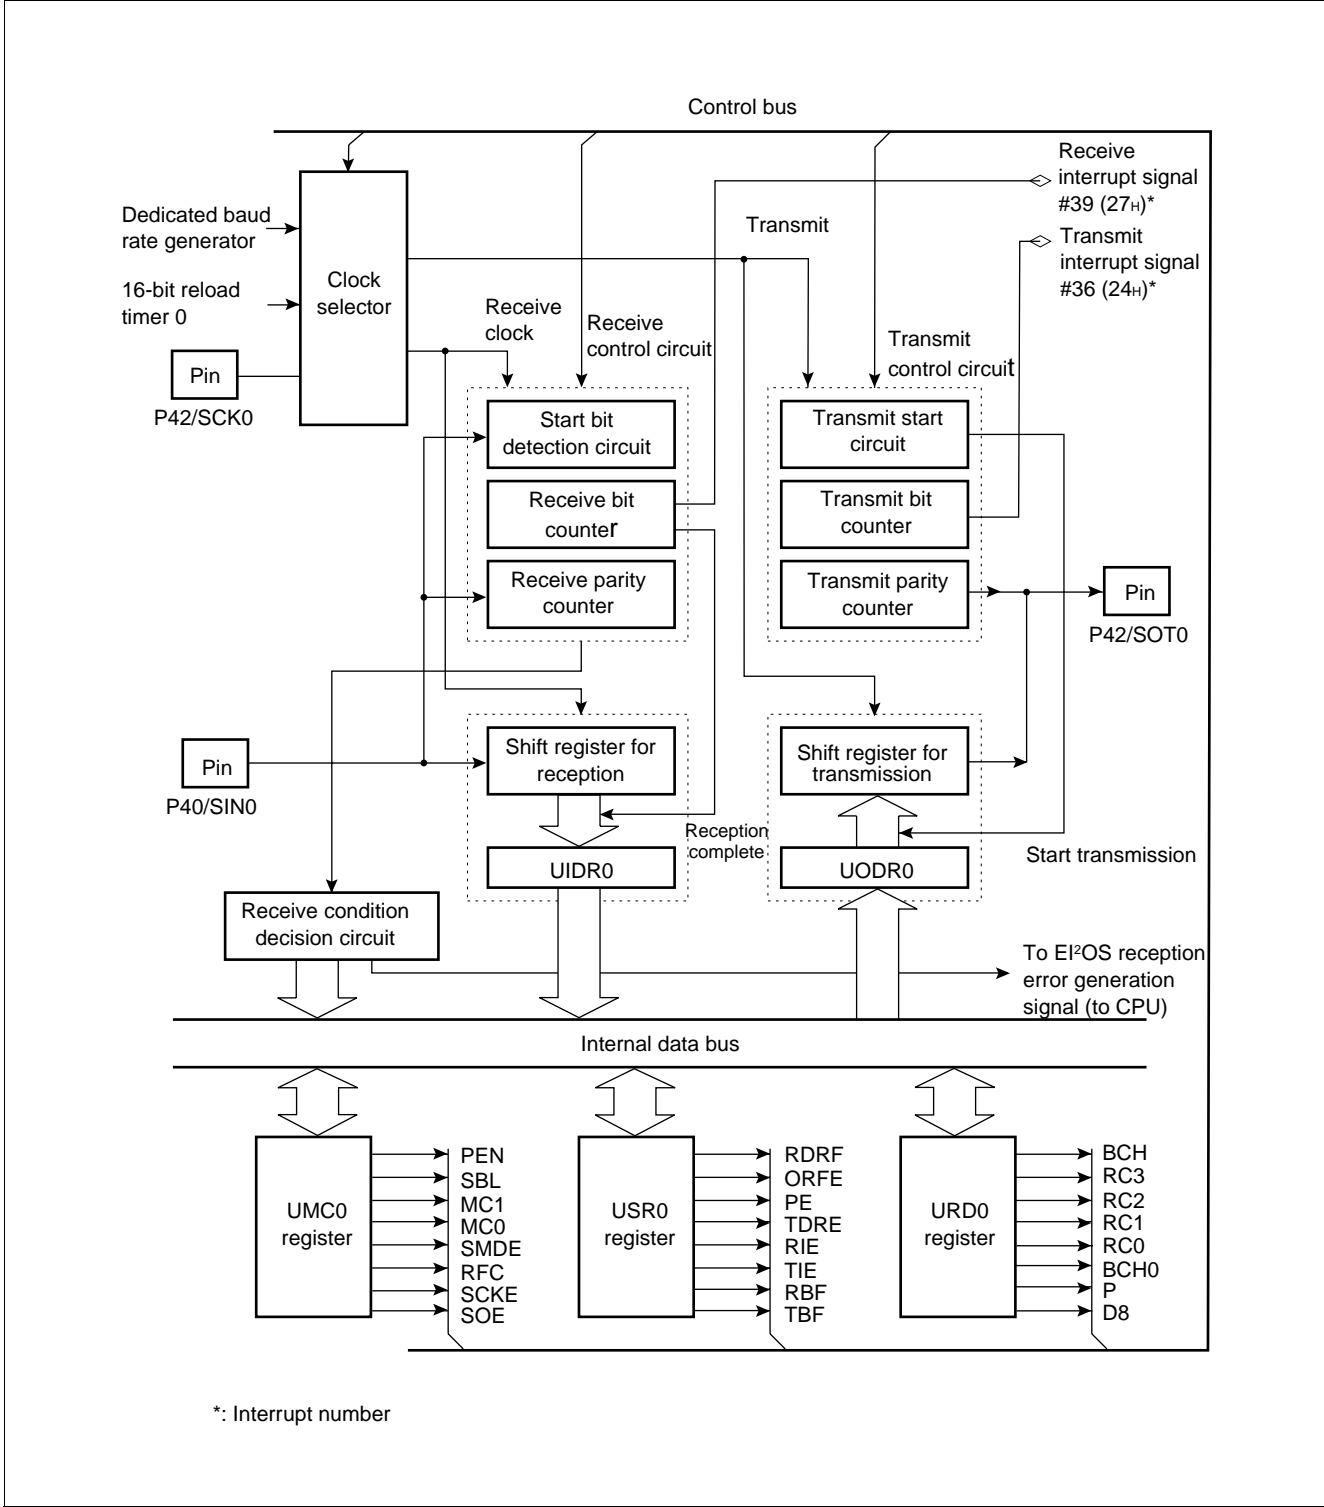 Control bus
Receive
interrupt signal
#39 (27H)*
Transmit
interrupt signal
#36 (24H)*
Dedicated baud
rate generator
16-bit reload
timer 0
Pin
P42/SCK0
Clock
selector
Transmit
Receive
clock
Receive
control circuit
Transmit
control circuit
Start bit
detection circuit
Receive bit
counter
Receive parity
counter
Transmit start
circuit
Transmit bit
counter
Transmit parity
counter
Pin
P42/SOT0
Pin
P40/SIN0
Shift register for
reception
Shift register for
transmission
Reception
complete
Start transmission
UIDR0
UODR0
Receive condition
decision circuit
To EI²OS reception
error generation
signal (to CPU)
Internal data bus
UMC0
register
PEN
SBL
MC1
MC0
SMDE
RFC
SCKE
SOE
USR0
register
RDRF
ORFE
PE
TDRE
RIE
TIE
RBF
TBF
URD0
register
BCH
RC3
RC2
RC1
RC0
BCH0
P
D8
*: Interrupt number